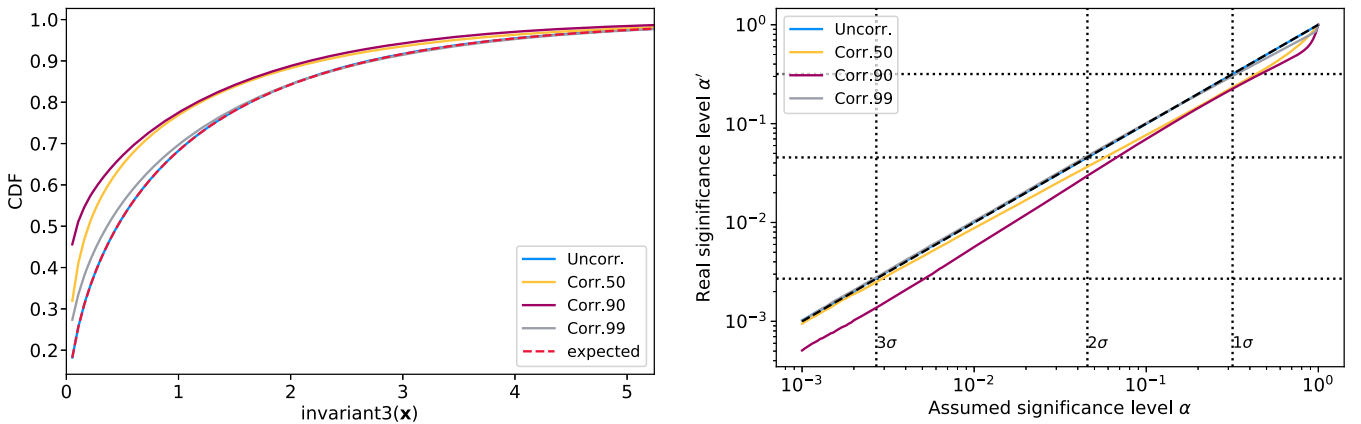 CDF
1.0
0.9
0.8
0.7
0.6
0.5
0.4
0.3
0.2
0
1
2
3
4
5
invariant3(x)
Uncorr.
Corr.50
Corr.90
Corr.99
expected
Real siginificance level α′
10⁰
10⁻¹
10⁻²
10⁻³
Uncorr.
Corr.50
Corr.90
Corr.99
3σ
2σ
1σ
10⁻³
10⁻²
10⁻¹
10⁰
Assumed significance level α